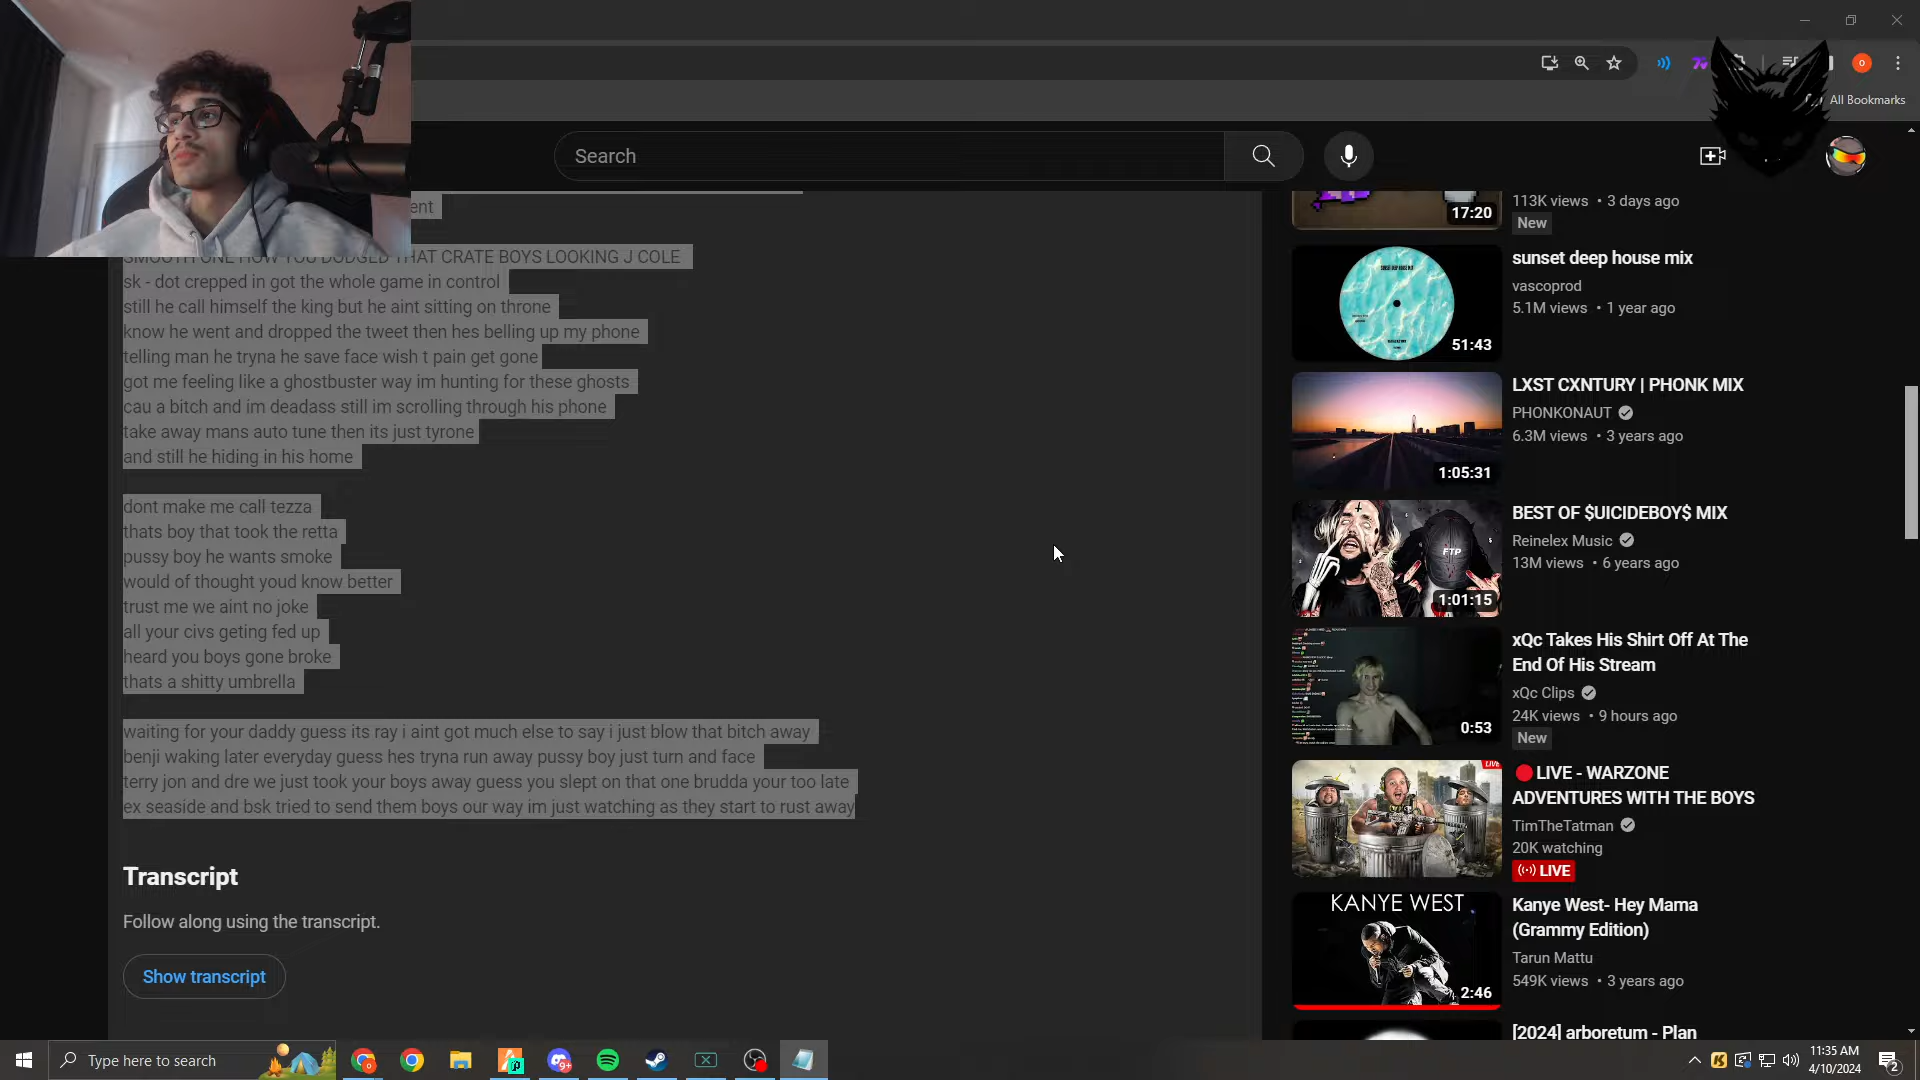 All Bookmarks
Search
ent
SMOOTH ONE HOW YOU DODGED THAT CRATE BOYS LOOKING J COLE
sk - dot crepped in got the whole game in control
still he call himself the king but he aint sitting on throne
know he went and dropped the tweet then hes belling up my phone
telling man he tryna he save face wish t pain get gone
got me feeling like a ghostbuster way im hunting for these ghosts
cau a bitch and im deadass still im scrolling through his phone
take away mans auto tune then its just tyrone
and still he hiding in his home
dont make me call tezza
thats boy that took the retta
pussy boy he wants smoke
would of thought youd know better
trust me we aint no joke
all your civs geting fed up
heard you boys gone broke
thats a shitty umbrella
waiting for your daddy guess its ray i aint got much else to say i just blow that bitch away
benji waking later everyday guess hes tryna run away pussy boy just turn and face
terry jon and dre we just took your boys away guess you slept on that one brudda your too late
ex seaside and bsk tried to send them boys our way im just watching as they start to rust away
Transcript
Follow along using the transcript.
Show transcript
17:20
113K views • 3 days ago
New
51:43
sunset deep house mix
vascoprod
5.1M views • 1 year ago
1:05:31
LXST CXNTURY | PHONK MIX
PHONKONAUT
6.3M views • 3 years ago
FTP
1:01:15
BEST OF $UICIDEBOY$ MIX
Reinelex Music
13M views • 6 years ago
0:53
xQc Takes His Shirt Off At The
End Of His Stream
xQc Clips
24K views • 9 hours ago
New
LIVE
🔴LIVE - WARZONE
ADVENTURES WITH THE BOYS
TimTheTatman
20K watching
LIVE
KANYE WEST
2:46
Kanye West- Hey Mama
(Grammy Edition)
Tarun Mattu
549K views • 3 years ago
[2024] arboretum - Plan
Type here to search
9+
11:35 AM
4/10/2024
2